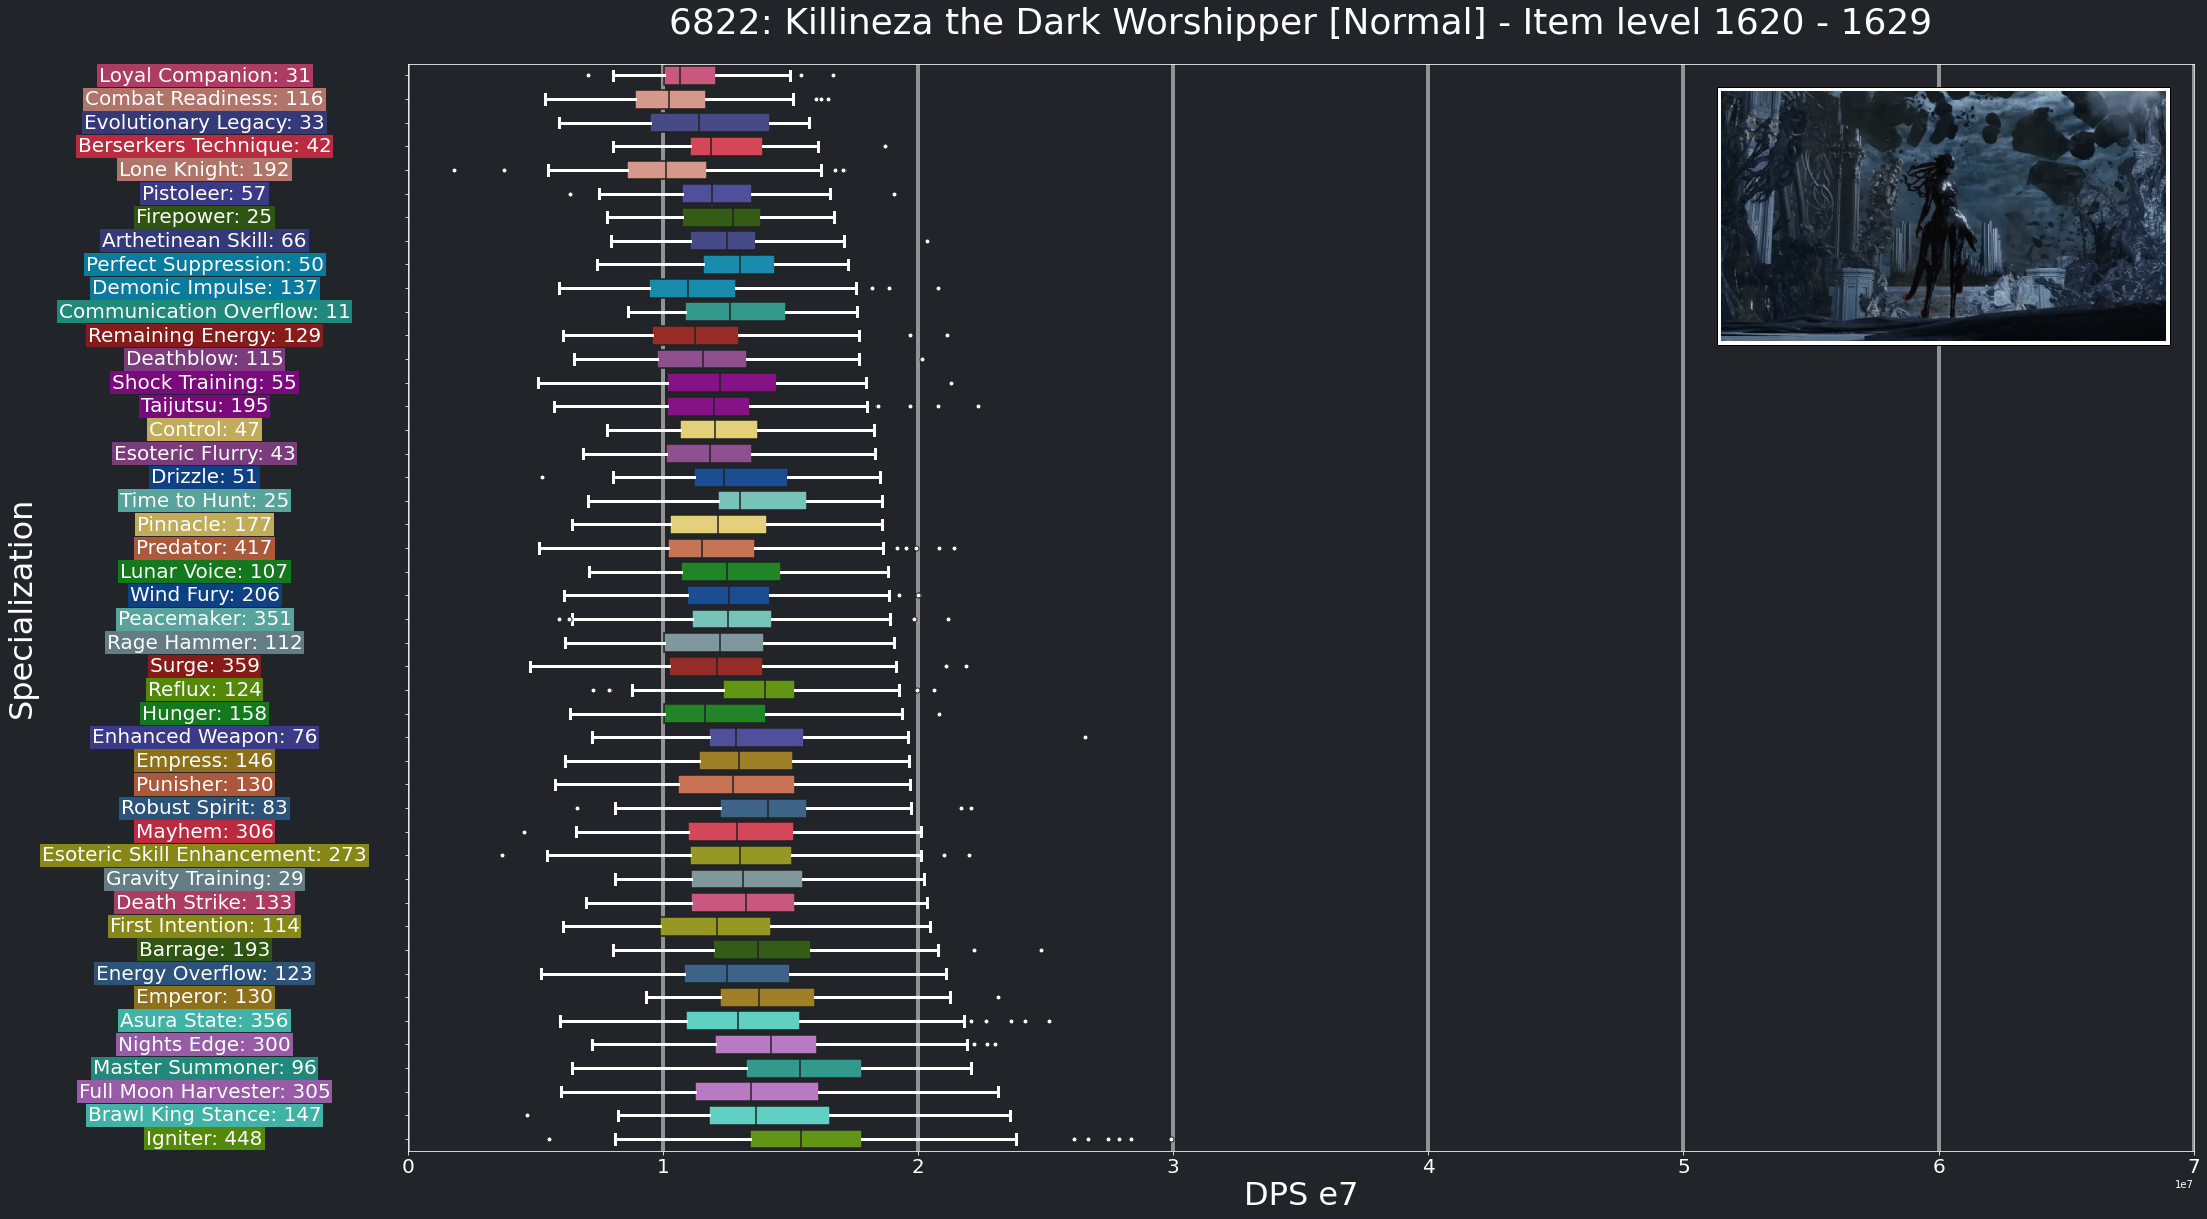 6822: Killineza the Dark Worshipper [Normal] - Item level 1620 - 1629
Loyal Companion: 31
Combat Readiness: 116
Evolutionary Legacy: 33
Berserkers Technique: 42
Lone Knight: 192
Pistoleer: 57
Firepower: 25
Arthetinean Skill: 66
Perfect Suppression: 50
Demonic Impulse: 137
Communication Overflow: 11
Remaining Energy: 129
Deathblow: 115
Shock Training: 55
Taijutsu: 195
Control: 47
Esoteric Flurry: 43
Drizzle: 51
Time to Hunt: 25
Pinnacle: 177
Predator: 417
Lunar Voice: 107
Wind Fury: 206
Peacemaker: 351
Rage Hammer: 112
Surge: 359
Reflux: 124
Hunger: 158
Enhanced Weapon: 76
Empress: 146
Punisher: 130
Robust Spirit: 83
Mayhem: 306
Esoteric Skill Enhancement: 273
Gravity Training: 29
Death Strike: 133
First Intention: 114
Barrage: 193
Energy Overflow: 123
Emperor: 130
Asura State: 356
Nights Edge: 300
Master Summoner: 96
Full Moon Harvester: 305
Brawl King Stance: 147
Igniter: 448
Specialization
0 1 2 3 4 5 6 7
1e7
DPS e7